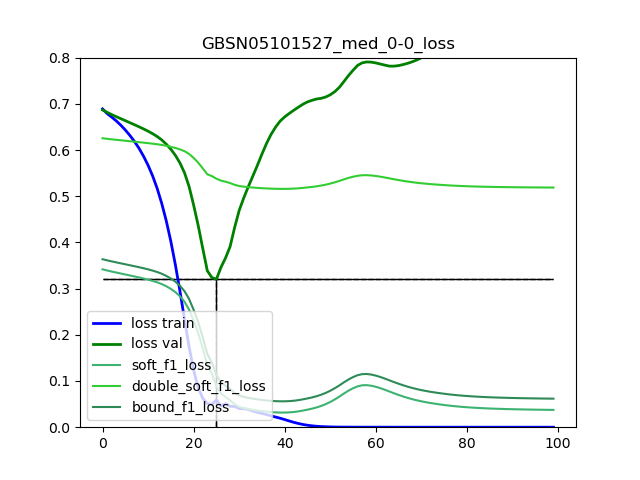 GBSN05101527_med_0-0_loss
0.8
0.7
0.6
0.5
0.4
0.3
0.2
0.1
0.0
loss train
loss val
soft_f1_loss
double_soft_f1_loss
bound_f1_loss
0 20 40 60 80 100